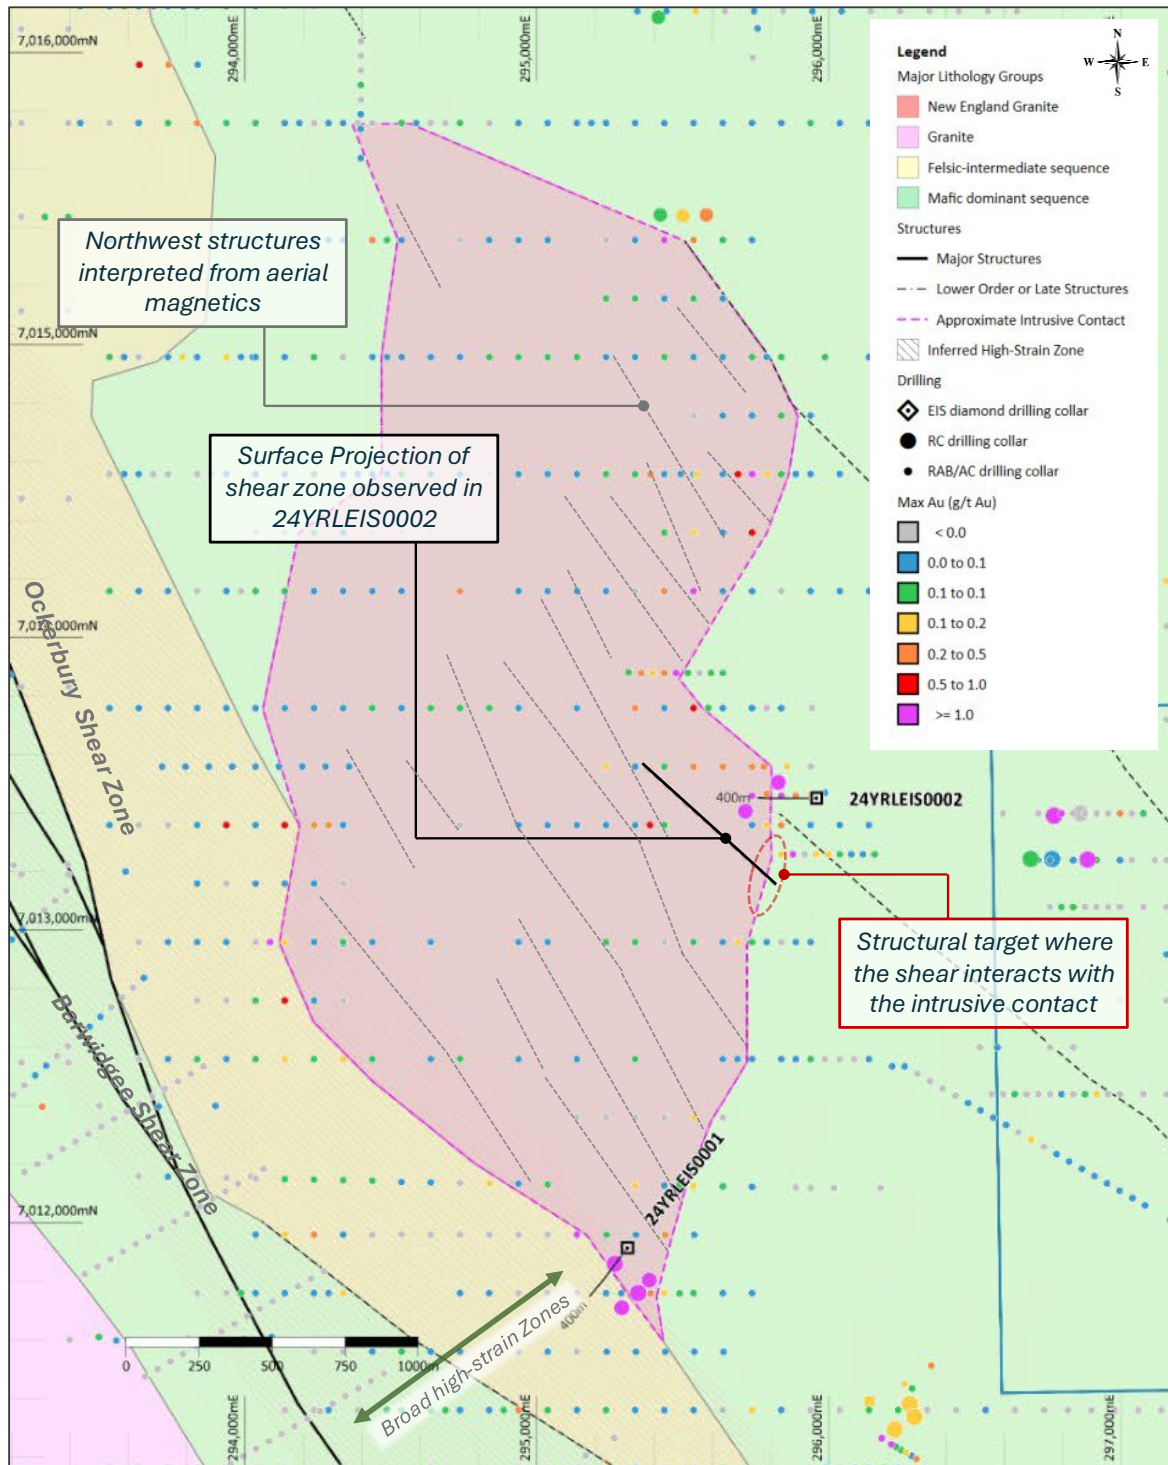 7,016,000mN
294,000mE
295,000mE
296,000mE
N
W E
S
Legend
Major Lithology Groups
New England Granite
Granite
Felsic-intermediate sequence
Mafic dominant sequence
Structures
Major Structures
Lower Order or Late Structures
Approximate Intrusive Contact
Inferred High-Strain Zone
Drilling
EIS diamond drilling collar
RC drilling collar
RAB/AC drilling collar
Max Au (g/t Au)
< 0.0
0.0 to 0.1
0.1 to 0.1
0.1 to 0.2
0.2 to 0.5
0.5 to 1.0
>= 1.0
Northwest structures
interpreted from aerial
magnetics
7,015,000mN
Surface Projection of
shear zone observed in
24YRLEIS0002
Ockerbury Shear Zone
7,014,000mN
400m
24YRLEIS0002
7,013,000mN
Structural target where
the shear interacts with
the intrusive contact
Barwidgee Shear Zone
24YRLEIS0001
7,012,000mN
400m
Broad high-strain Zones
0 250 500 750 1000m
294,000mE
295,000mE
296,000mE
297,000mE